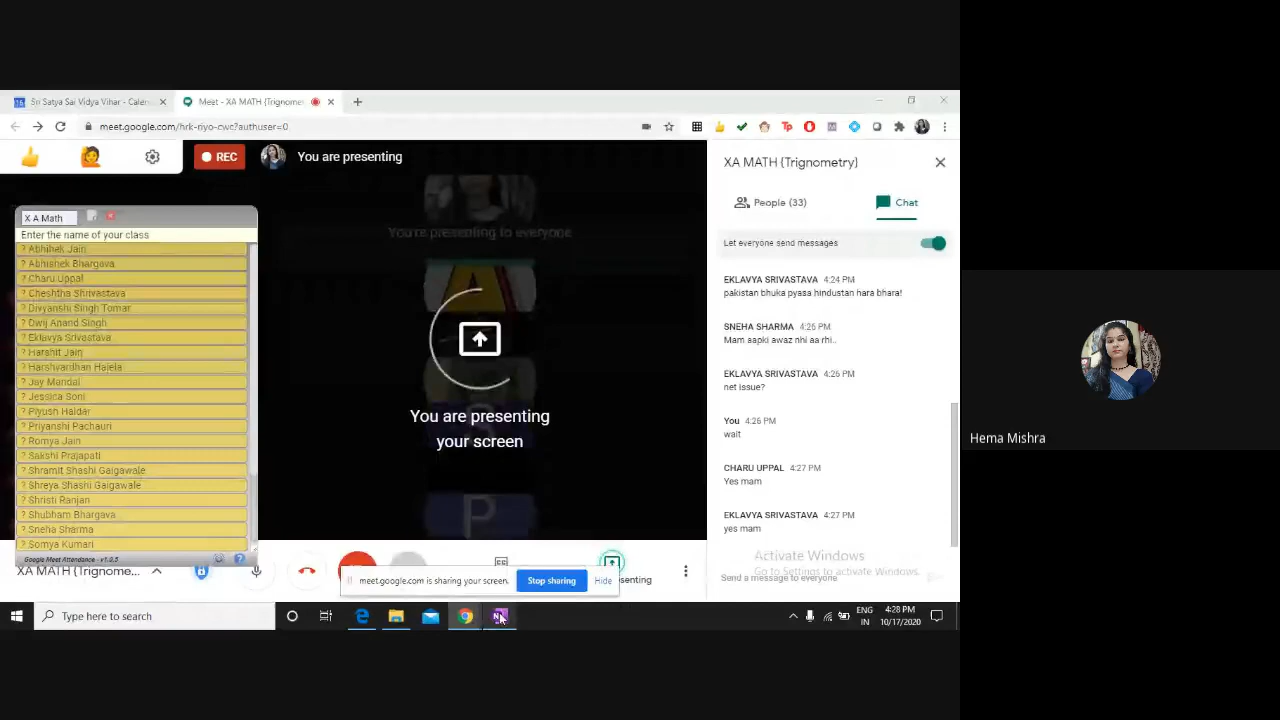 Sri Satya Sai Vidya Vihar - Calen
Meet - XA MATH (Trignome
meet.google.com/hrk-riyo-cwc?authuser=0
REC
You are presenting
You're presenting to everyone
You are presenting
your screen
X A Math
Enter the name of your class
? Abhihek Jain
? Abhishek Bhargava
? Charu Uppal
? Cheshtha Shrivastava
? Divyanshi Singh Tomar
? Dwij Anand Singh
? Eklavya Srivastava
? Harshit Jain
? Harshvardhan Halela
? Jay Mandal
? Jessica Soni
? Piyush Haldar
? Priyanshi Pachauri
? Romya Jain
? Sakshi Prajapati
? Shramit Shashi Gaigawale
? Shreya Shashi Gaigawale
? Shristi Ranjan
? Shubham Bhargava
? Sneha Sharma
? Somya Kumari
Google Meet Attendance - v1.0.5
XA MATH (Trignome...
meet.google.com is sharing your screen.
Stop sharing
Hide
senting
XA MATH (Trignometry)
People (33)
Chat
Let everyone send messages
EKLAVYA SRIVASTAVA 4:24 PM
pakistan bhuka pyasa hindustan hara bhara!
SNEHA SHARMA 4:26 PM
Mam aapki awaz nhi aa rhi..
EKLAVYA SRIVASTAVA 4:26 PM
net issue?
You 4:26 PM
wait
CHARU UPPAL 4:27 PM
Yes mam
EKLAVYA SRIVASTAVA 4:27 PM
yes mam
Activate Windows
Go to Settings to activate Windows.
Send a message to everyone
Type here to search
ENG
IN
4:28 PM
10/17/2020
Hema Mishra
P